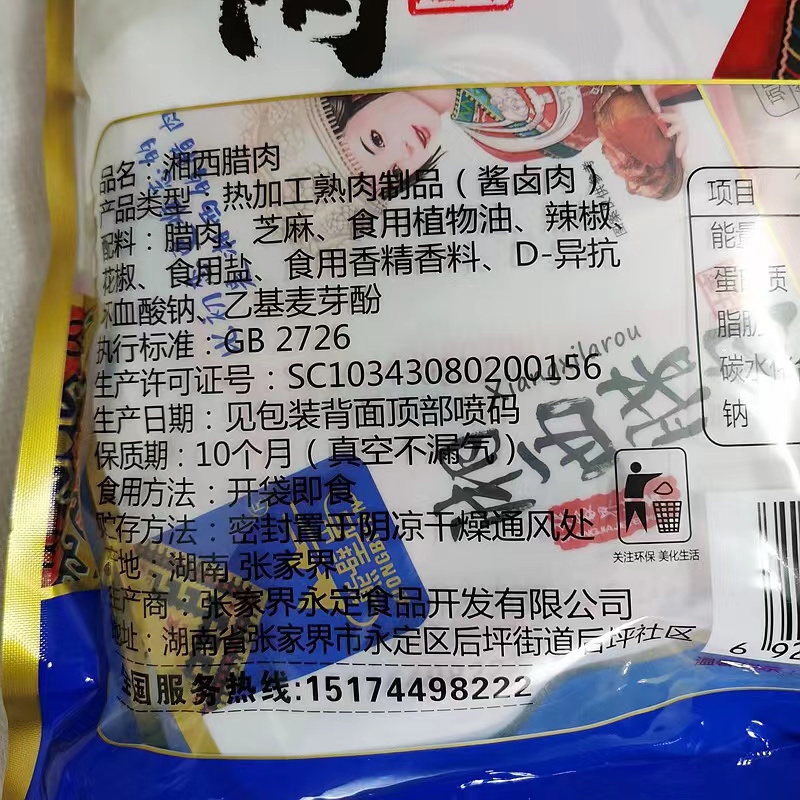 品名：湘西腊肉
产品类型：热加工熟肉制品（酱卤肉）
配料：腊肉、芝麻、食用植物油、辣椒、
花椒、食用盐、食用香精香料、D-异抗
坏血酸钠、乙基麦芽酚
执行标准：GB 2726
生产许可证号：SC10343080200156
生产日期：见包装背面顶部喷码
保质期：10个月（真空不漏气）
食用方法：开袋即食
贮存方法：密封置于阴凉干燥通风处
产地：湖南 张家界
生产商：张家界永定食品开发有限公司
地址：湖南省张家界市永定区后坪街道后坪社区
全国服务热线:15174498222
项目
能量
蛋白质
脂肪
碳水化
钠
关注环保 美化生活
Xiangxilarou
6 92